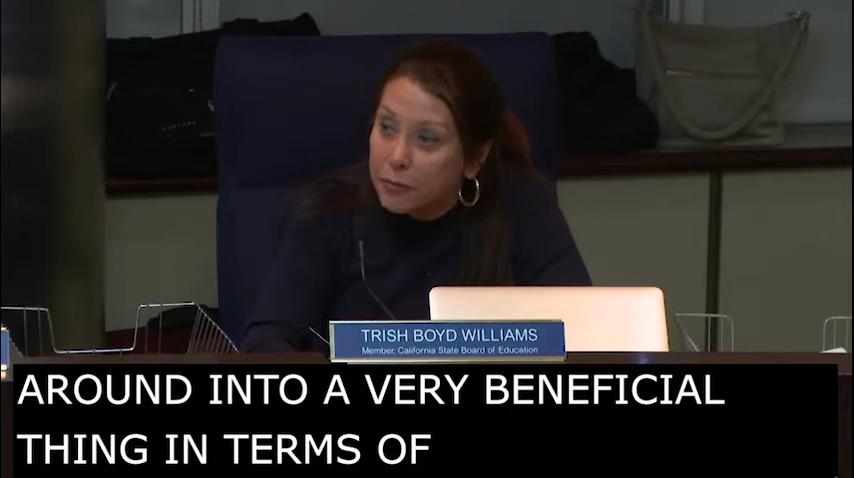 TRISH BOYD WILLIAMS
Member, California State Board of Education
AROUND INTO A VERY BENEFICIAL
THING IN TERMS OF